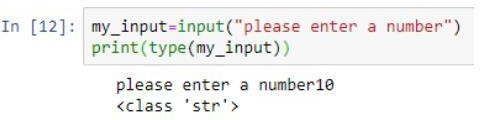 In [12]: my_input=input("please enter a number")
print(type(my_input))
please enter a number10
<class 'str'>